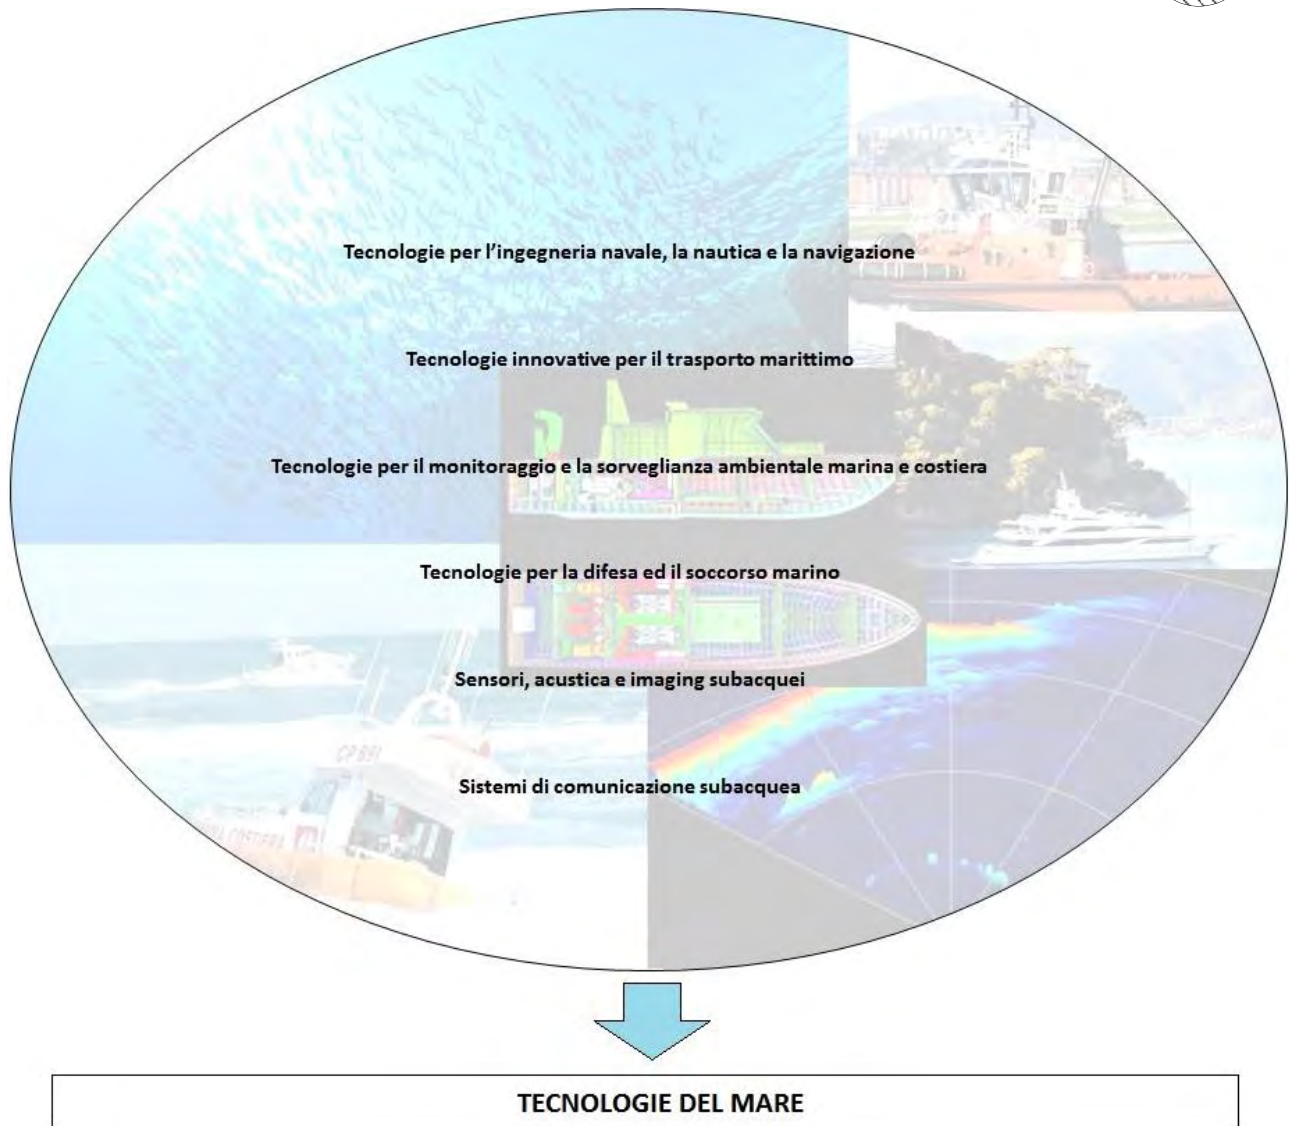 Tecnologie per l'ingegneria navale, la nautica e la navigazione
Tecnologie innovative per il trasporto marittimo
Tecnologie per il monitoraggio e la sorveglianza ambientale marina e costiera
Tecnologie per la difesa ed il soccorso marino
Sensori, acustica e imaging subacquei
Sistemi di comunicazione subacquea
CP 891
TECNOLOGIE DEL MARE